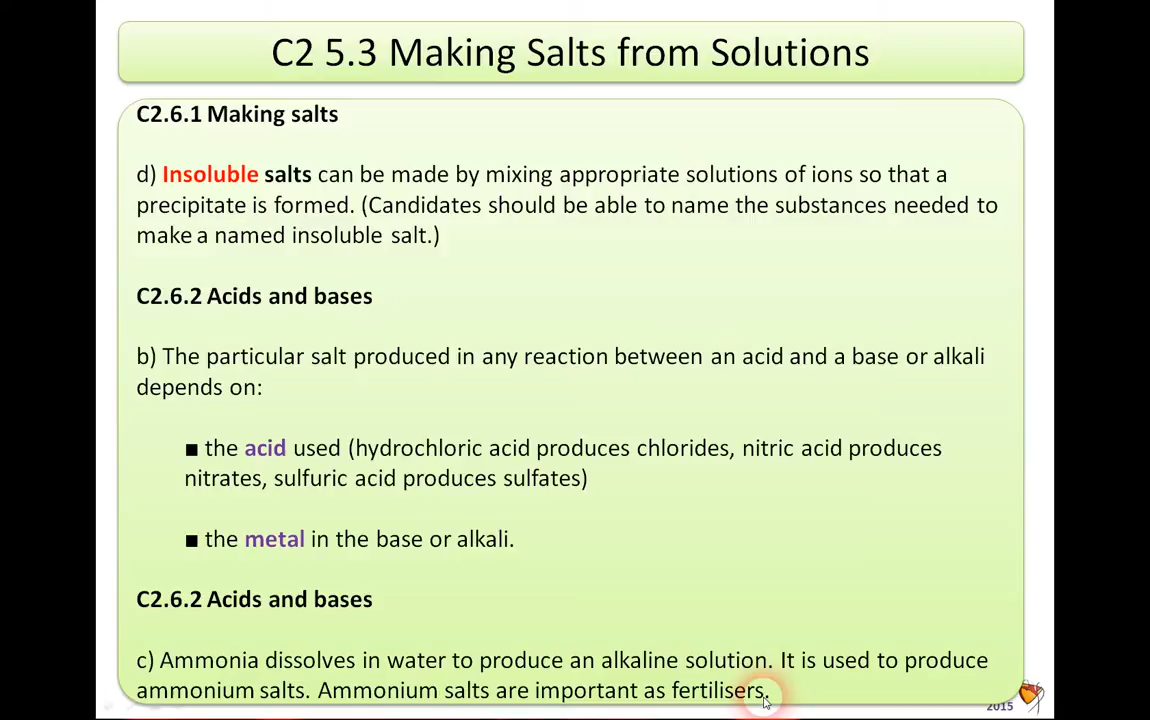 C2 5.3 Making Salts from Solutions
C2.6.1 Making salts
d) Insoluble salts can be made by mixing appropriate solutions of ions so that a
precipitate is formed. (Candidates should be able to name the substances needed to
make a named insoluble salt.)
C2.6.2 Acids and bases
b) The particular salt produced in any reaction between an acid and a base or alkali
depends on:
■ the acid used (hydrochloric acid produces chlorides, nitric acid produces
nitrates, sulfuric acid produces sulfates)
■ the metal in the base or alkali.
C2.6.2 Acids and bases
c) Ammonia dissolves in water to produce an alkaline solution. It is used to produce
ammonium salts. Ammonium salts are important as fertilisers.
2015